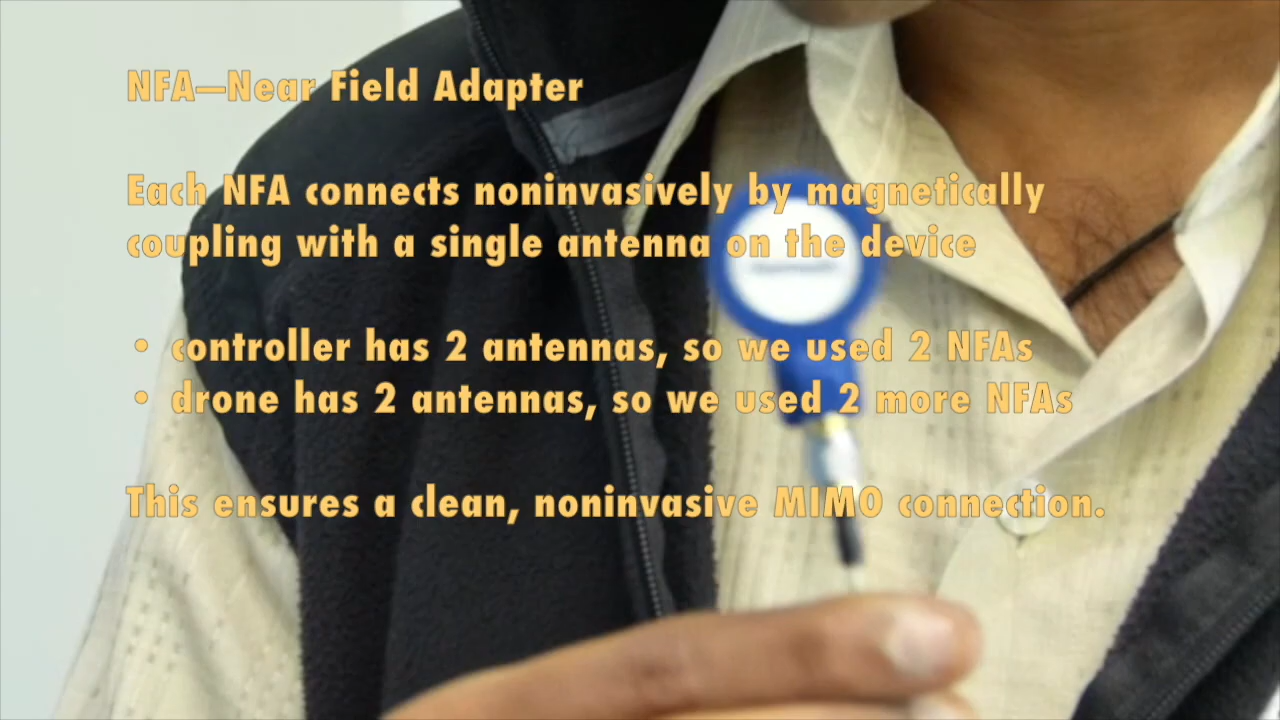 NFA—Near Field Adapter
Each NFA connects noninvasively by magnetically
coupling with a single antenna on the device
• controller has 2 antennas, so we used 2 NFAs
• drone has 2 antennas, so we used 2 more NFAs
This ensures a clean, noninvasive MIMO connection.